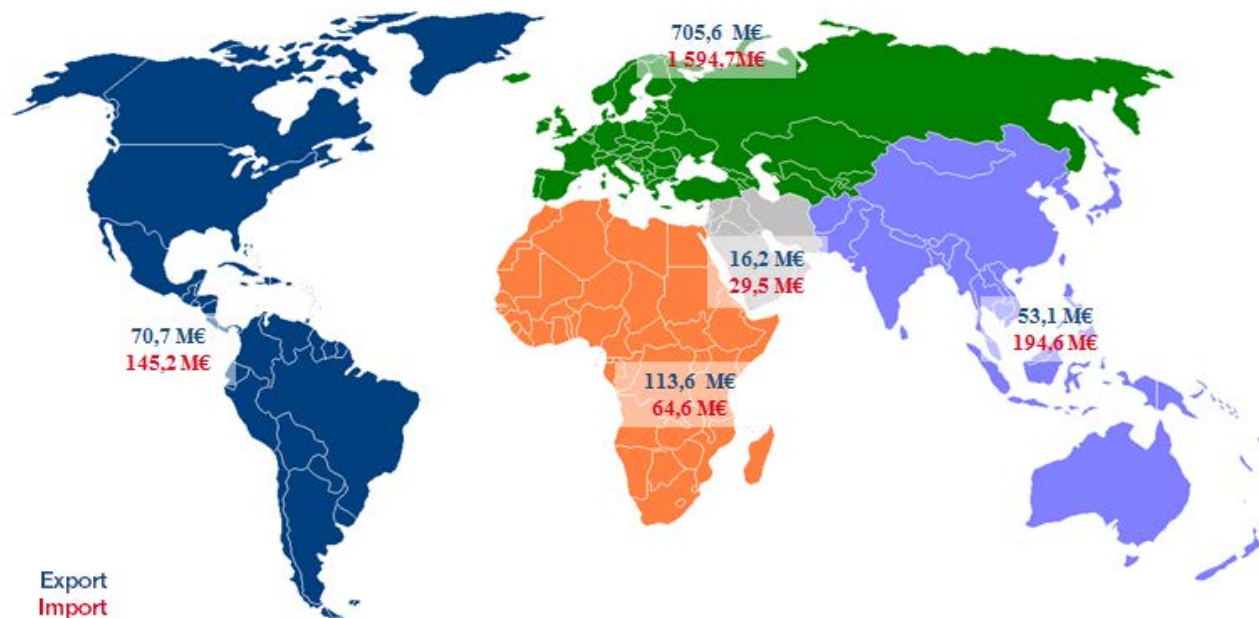 705,6 M€
1 594,7M€
16,2 M€
29,5 M€
53,1 M€
194,6 M€
70,7 M€
145,2 M€
113,6 M€
64,6 M€
Export
Import